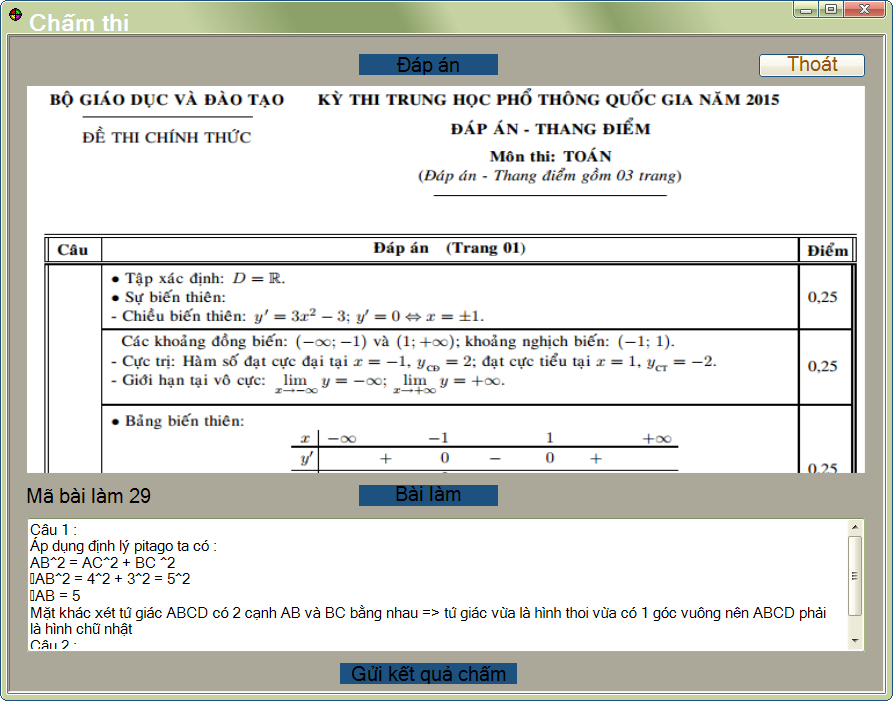 Chấm thi
Đáp án
Thoát
BỘ GIÁO DỤC VÀ ĐÀO TẠO
KỲ THI TRUNG HỌC PHỔ THÔNG QUỐC GIA NĂM 2015
ĐỀ THI CHÍNH THỨC
ĐÁP ÁN - THANG ĐIỂM
Môn thi: TOÁN
(Đáp án - Thang điểm gồm 03 trang)
Câu Đáp án (Trang 01) Điểm
• Tập xác định: D = ℝ.
• Sự biến thiên:
- Chiều biến thiên: y′ = 3x² − 3; y′ = 0 ⇔ x = ±1.
0,25
Các khoảng đồng biến: (−∞; −1) và (1; +∞); khoảng nghịch biến: (−1; 1).
- Cực trị: Hàm số đạt cực đại tại x = −1, y_CĐ = 2; đạt cực tiểu tại x = 1, y_CT = −2.
- Giới hạn tại vô cực: lim_{x→−∞} y = −∞; lim_{x→+∞} y = +∞.
0,25
• Bảng biến thiên:
x −∞ −1 1 +∞
y′ + 0 − 0 +
0,25
Mã bài làm 29
Bài làm
Câu 1 :
Áp dụng định lý pitago ta có :
AB^2 = AC^2 + BC ^2
AB^2 = 4^2 + 3^2 = 5^2
AB = 5
Mặt khác xét tứ giác ABCD có 2 cạnh AB và BC bằng nhau => tứ giác vừa là hình thoi vừa có 1 góc vuông nên ABCD phải
là hình chữ nhật
Câu 2 :
Gửi kết quả chấm